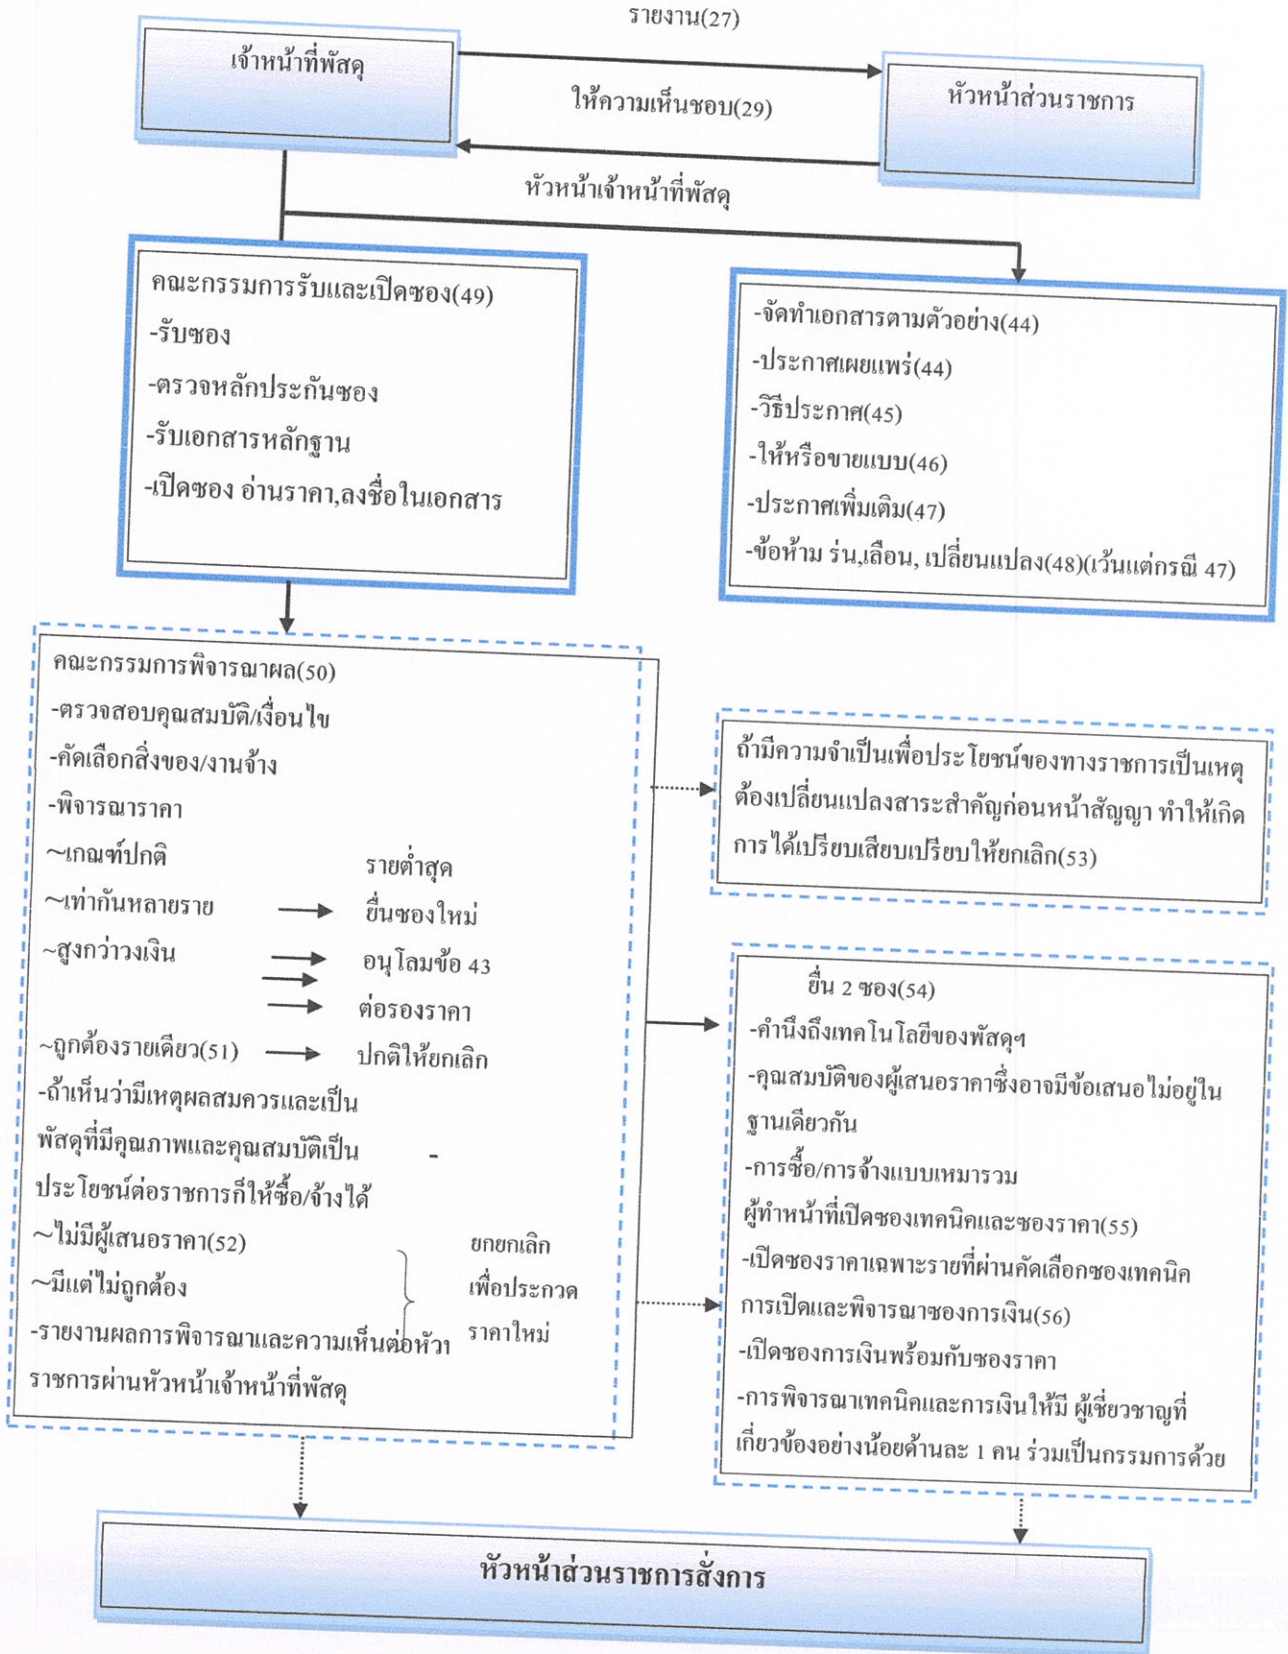 รายงาน(27)
เจ้าหน้าที่พัสดุ
หัวหน้าส่วนราชการ
ให้ความเห็นชอบ(29)
หัวหน้าเจ้าหน้าที่พัสดุ
คณะกรรมการรับและเปิดซอง(49)
-รับซอง
-ตรวจหลักประกันซอง
-รับเอกสารหลักฐาน
-เปิดซอง อ่านราคา,ลงชื่อในเอกสาร
-จัดทำเอกสารตามตัวอย่าง(44)
-ประกาศเผยแพร่(44)
-วิธีประกาศ(45)
-ให้หรือขายแบบ(46)
-ประกาศเพิ่มเติม(47)
-ข้อห้าม ร่น,เลือน, เปลี่ยนแปลง(48)(เว้นแต่กรณี 47)
คณะกรรมการพิจารณาผล(50)
-ตรวจสอบคุณสมบัติ/เงื่อนไข
-คัดเลือกสิ่งของ/งานจ้าง
-พิจารณาราคา
~เกณฑ์ปกติ รายต่ำสุด
~เท่ากันหลายราย ยื่นซองใหม่
~สูงกว่าวงเงิน อนุโลมข้อ 43
ต่อรองราคา
~ถูกต้องรายเดียว(51) ปกติให้ยกเลิก
-ถ้าเห็นว่ามีเหตุผลสมควรและเป็น
พัสดุที่มีคุณภาพและคุณสมบัติเป็น -
ประโยชน์ต่อราชการก็ให้ซื้อ/จ้างได้
~ไม่มีผู้เสนอราคา(52) ยกยกเลิก
~มีแต่ไม่ถูกต้อง เพื่อประกวด
-รายงานผลการพิจารณาและความเห็นต่อหัวา ราคาใหม่
ราชการผ่านหัวหน้าเจ้าหน้าที่พัสดุ
ถ้ามีความจำเป็นเพื่อประโยชน์ของทางราชการเป็นเหตุ
ต้องเปลี่ยนแปลงสาระสำคัญก่อนหน้าสัญญา ทำให้เกิด
การได้เปรียบเสียบเปรียบให้ยกเลิก(53)
ยื่น 2 ซอง(54)
-คำนึงถึงเทคโนโลยีของพัสดุฯ
-คุณสมบัติของผู้เสนอราคาซึ่งอาจมีข้อเสนอไม่อยู่ใน
ฐานเดียวกัน
-การซื้อ/การจ้างแบบเหมารวม
ผู้ทำหน้าที่เปิดซองเทคนิคและซองราคา(55)
-เปิดซองราคาเฉพาะรายที่ผ่านคัดเลือกซองเทคนิค
การเปิดและพิจารณาซองการเงิน(56)
-เปิดซองการเงินพร้อมกับซองราคา
-การพิจารณาเทคนิคและการเงินให้มี ผู้เชี่ยวชาญที่
เกี่ยวข้องอย่างน้อยด้านละ 1 คน ร่วมเป็นกรรมการด้วย
หัวหน้าส่วนราชการสั่งการ